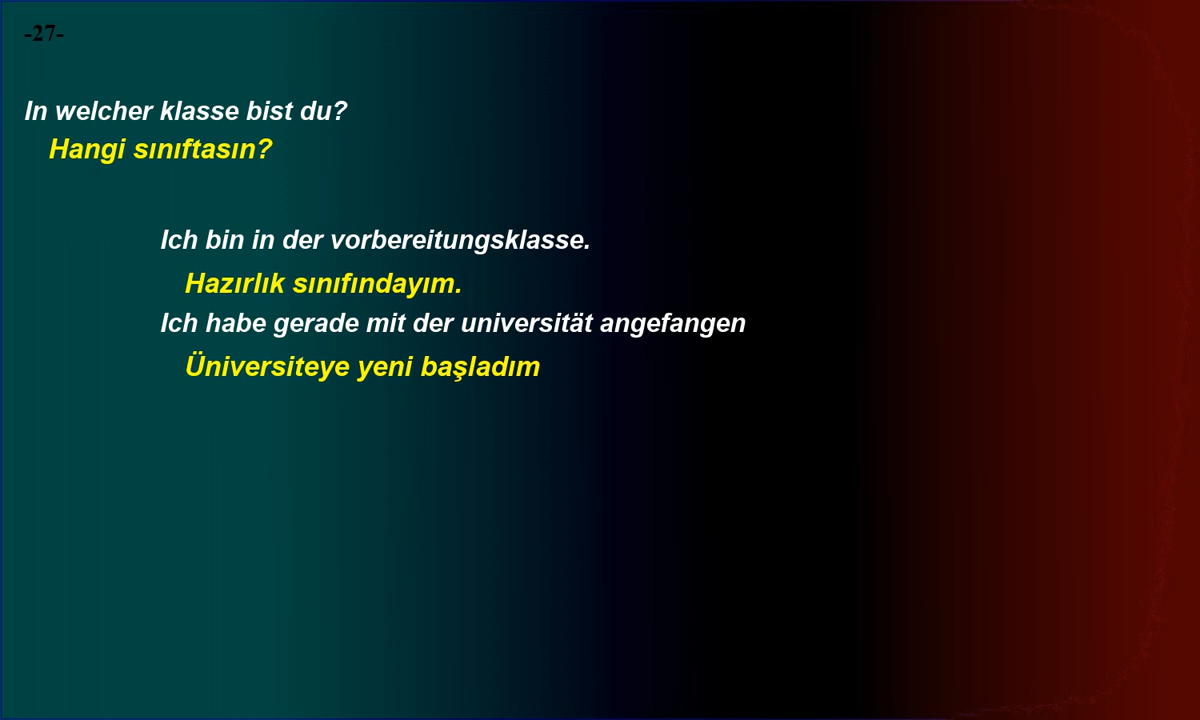 -27-
In welcher klasse bist du?
Hangi sınıftasın?
Ich bin in der vorbereitungsklasse.
Hazırlık sınıfındayım.
Ich habe gerade mit der universität angefangen
Üniversiteye yeni başladım